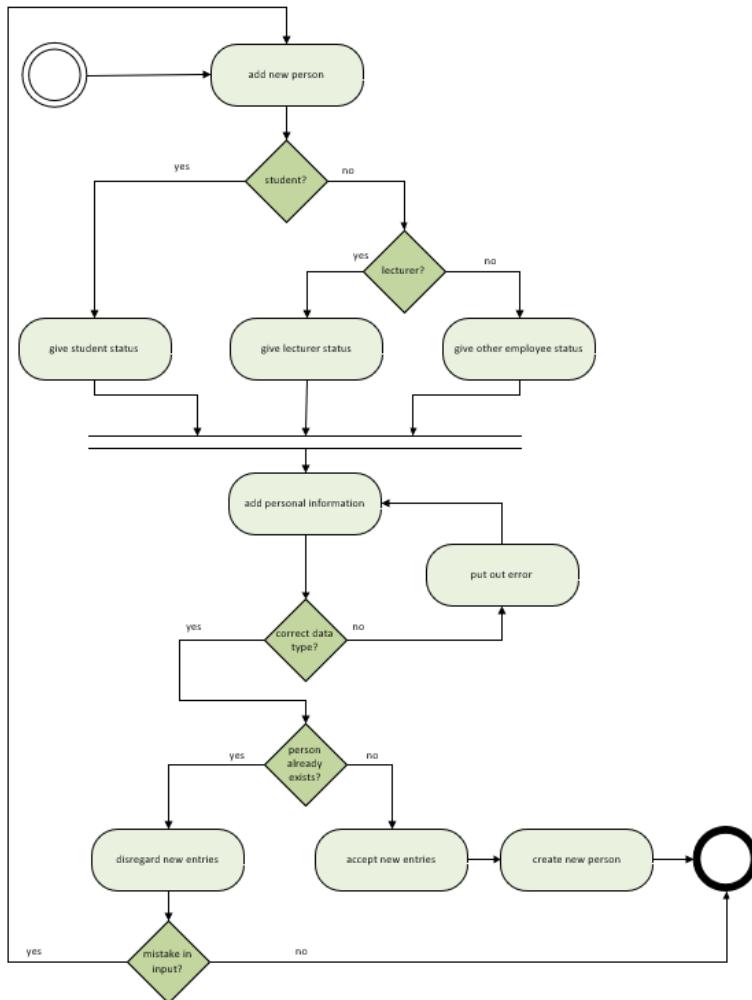 add new person
yes
student?
no
yes
lecturer?
no
give student status
give lecturer status
give other employee status
add personal information
put out error
yes
correct data
type?
no
yes
person
already
exists?
no
disregard new entries
accept new entries
create new person
yes
mistake in
input?
no